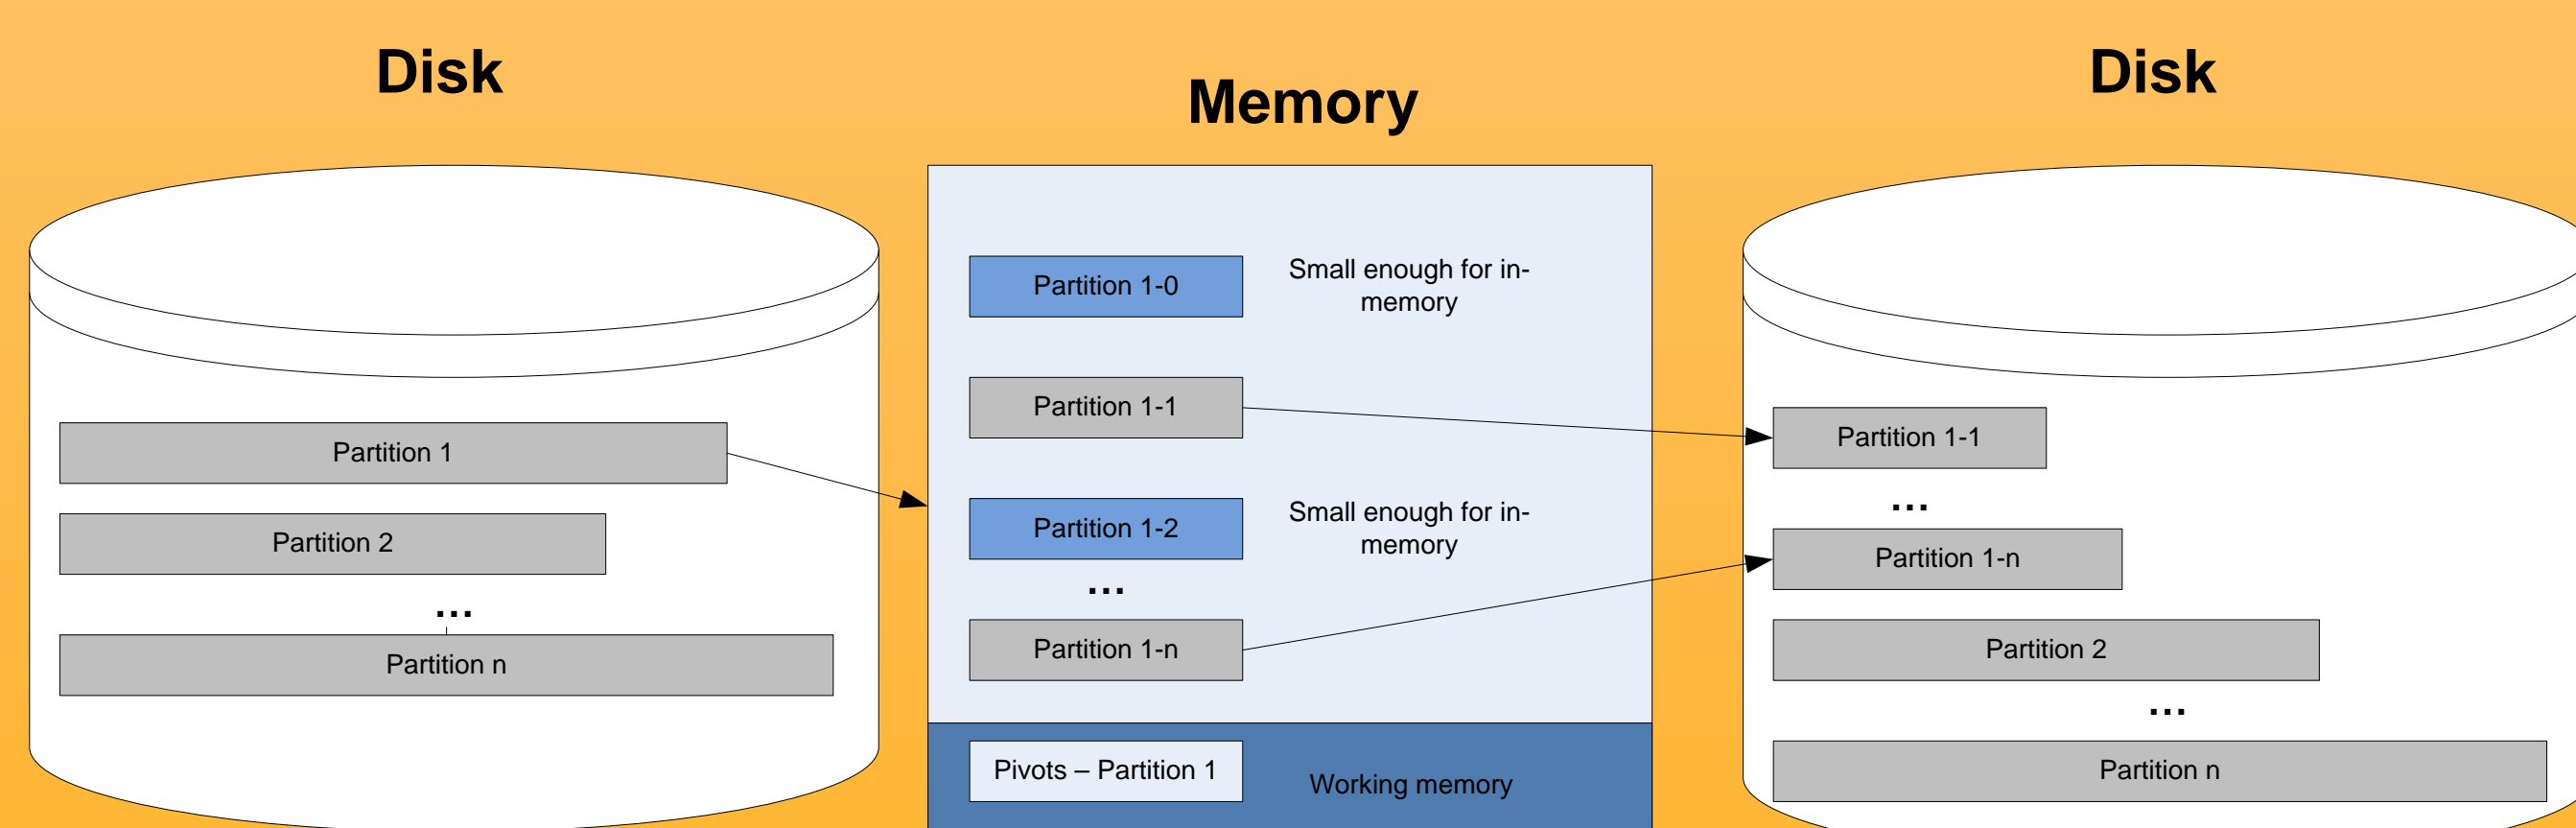 Disk
Memory
Disk
Partition 1
Partition 2
...
Partition n
Partition 1-0
Small enough for in-
memory
Partition 1-1
Partition 1-2
Small enough for in-
memory
...
Partition 1-n
Pivots – Partition 1
Working memory
Partition 1-1
...
Partition 1-n
Partition 2
...
Partition n